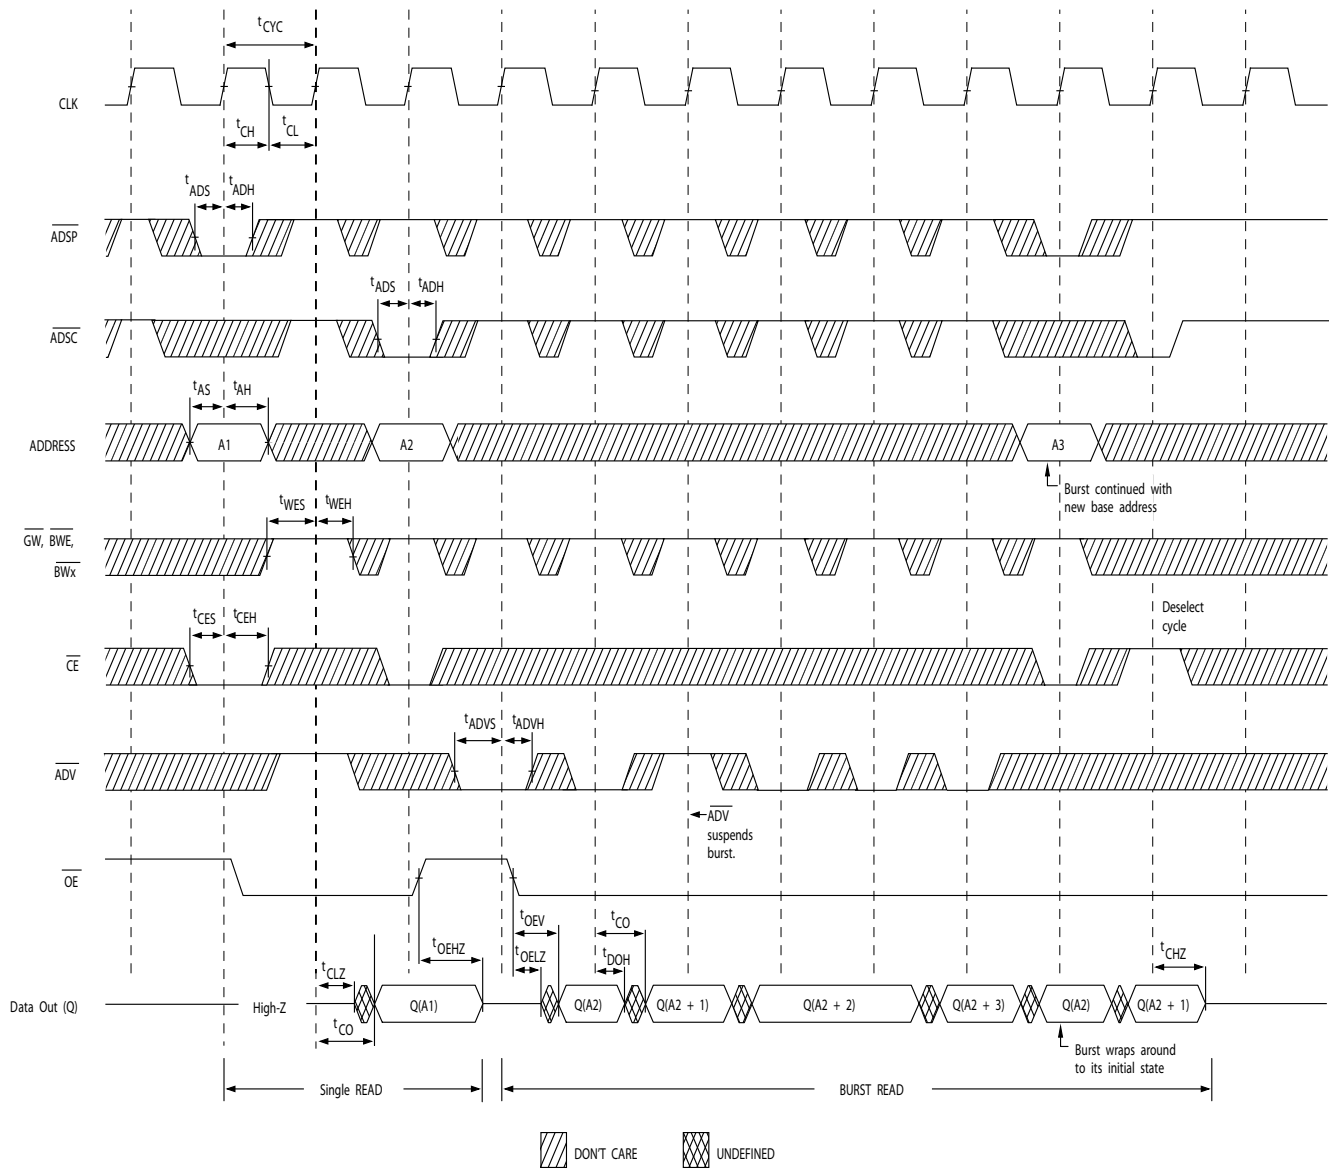 tCYC
CLK
tCH
tCL
tADS
tADH
ADSP
tADS
tADH
ADSC
tAS
tAH
ADDRESS
A1
A2
A3
Burst continued with
new base address
tWES
tWEH
GW, BWE,
BWx
Deselect
cycle
tCES
tCEH
CE
tADVS
tADVH
ADV
ADV
suspends
burst.
OE
tOEV
tCO
tOEHZ
tOELZ
tDOH
tCHZ
tCLZ
Data Out (Q)
High-Z
Q(A1)
Q(A2)
Q(A2 + 1)
Q(A2 + 2)
Q(A2 + 3)
Q(A2)
Q(A2 + 1)
tCO
Burst wraps around
to its initial state
Single READ
BURST READ
DON'T CARE
UNDEFINED